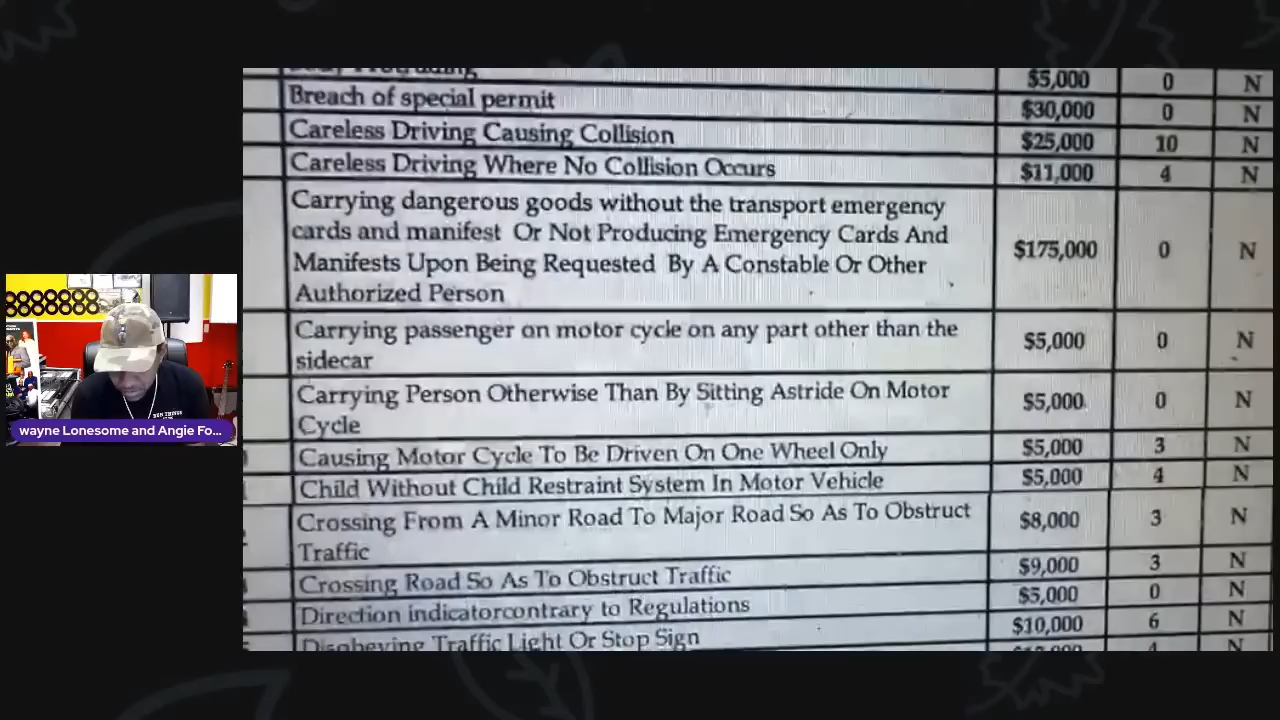 $5,000 0 N
Breach of special permit $30,000 0 N
Careless Driving Causing Collision $25,000 10 N
Careless Driving Where No Collision Occurs $11,000 4 N
Carrying dangerous goods without the transport emergency
cards and manifest Or Not Producing Emergency Cards And
Manifests Upon Being Requested By A Constable Or Other
Authorized Person
$175,000 0 N
Carrying passenger on motor cycle on any part other than the
sidecar
$5,000 0 N
Carrying Person Otherwise Than By Sitting Astride On Motor
Cycle
$5,000 0 N
Causing Motor Cycle To Be Driven On One Wheel Only $5,000 3 N
Child Without Child Restraint System In Motor Vehicle $5,000 4 N
Crossing From A Minor Road To Major Road So As To Obstruct
Traffic
$8,000 3 N
Crossing Road So As To Obstruct Traffic $9,000 3 N
Direction indicatorcontrary to Regulations $5,000 0 N
Disobeying Traffic Light Or Stop Sign $10,000 6 N
wayne Lonesome and Angie Fo...